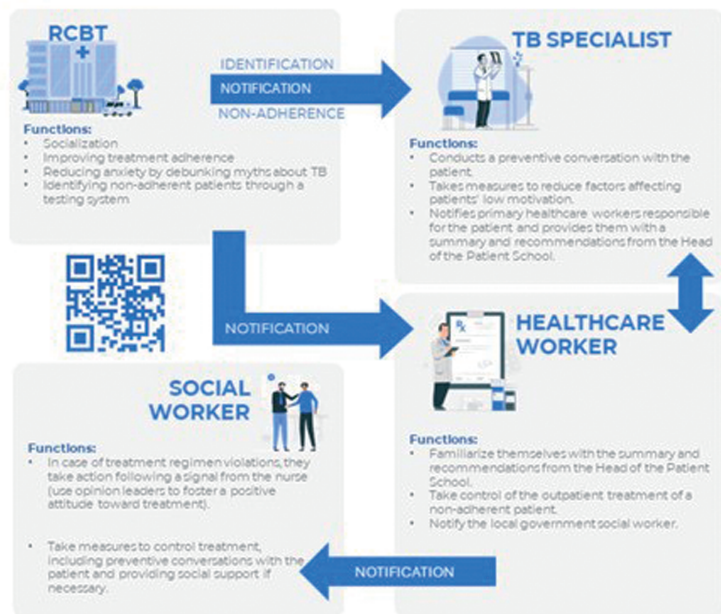 RCBT
IDENTIFICATION
NOTIFICATION
NON-ADHERENCE
Functions:
• Socialization
• Improving treatment adherence
• Reducing anxiety by debunking myths about TB
• Identifying non-adherent patients through a
testing system
TB SPECIALIST
Functions:
• Conducts a preventive conversation with the
patient.
• Takes measures to reduce factors affecting
patients' low motivation.
• Notifies primary healthcare workers responsible
for the patient and provides them with a
summary and recommendations from the Head
of the Patient School.
NOTIFICATION
HEALTHCARE
WORKER
Functions:
• Familiarize themselves with the summary and
recommendations from the Head of the Patient
School.
• Take control of the outpatient treatment of a
non-adherent patient.
• Notify the local government social worker.
SOCIAL
WORKER
Functions:
• In case of treatment regimen violations, they
take action following a signal from the nurse
(use opinion leaders to foster a positive
attitude toward treatment).
• Take measures to control treatment,
including preventive conversations with the
patient and providing social support if
necessary.
NOTIFICATION